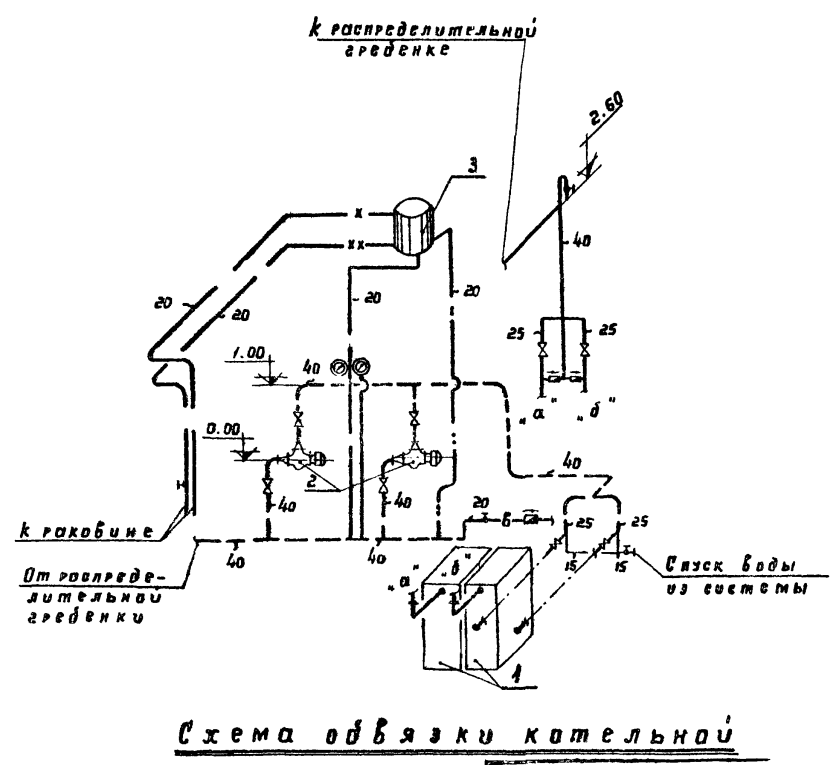 К распределительной
гребенке
2.60
3
х
хх
40
20
20
20
20
25
25
1.00
40
„а“
„б“
0.00
2
40
40
40
20
В
25
25
К раковине
40
40
15
15
От распреде-
лительной
гребенки
„а“
„б“
Спуск воды
из системы
1
Схема обвязки котельной